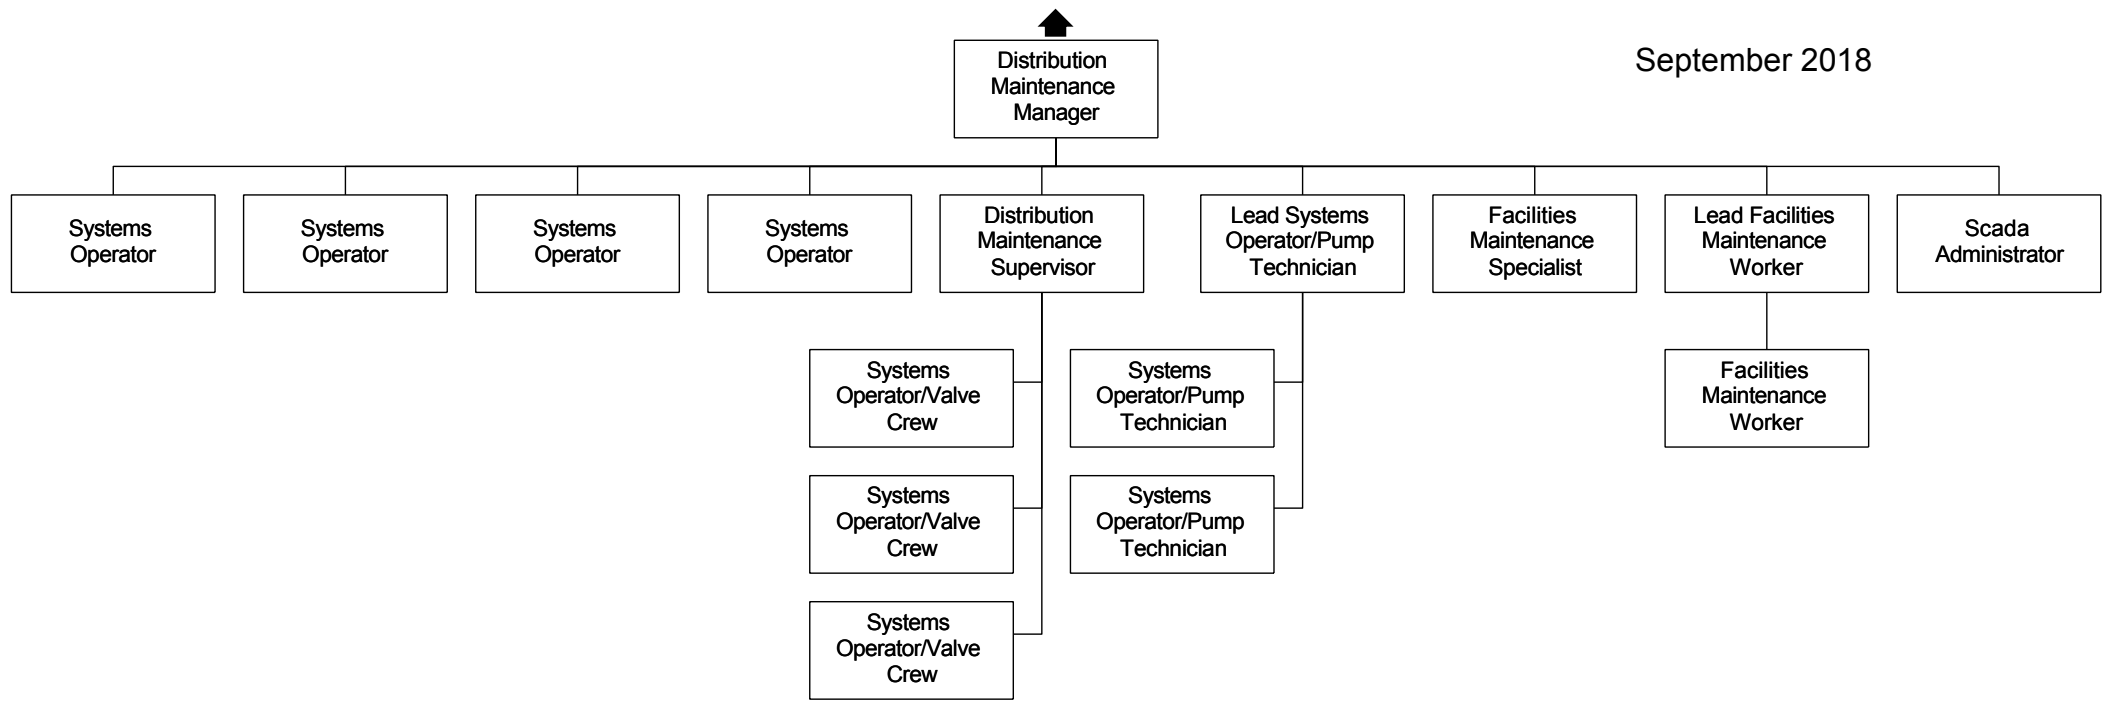 Distribution
Maintenance
Manager
September 2018
Systems
Operator
Systems
Operator
Systems
Operator
Systems
Operator
Distribution
Maintenance
Supervisor
Lead Systems
Operator/Pump
Technician
Facilities
Maintenance
Specialist
Lead Facilities
Maintenance
Worker
Scada
Administrator
Systems
Operator/Valve
Crew
Systems
Operator/Pump
Technician
Facilities
Maintenance
Worker
Systems
Operator/Valve
Crew
Systems
Operator/Pump
Technician
Systems
Operator/Valve
Crew